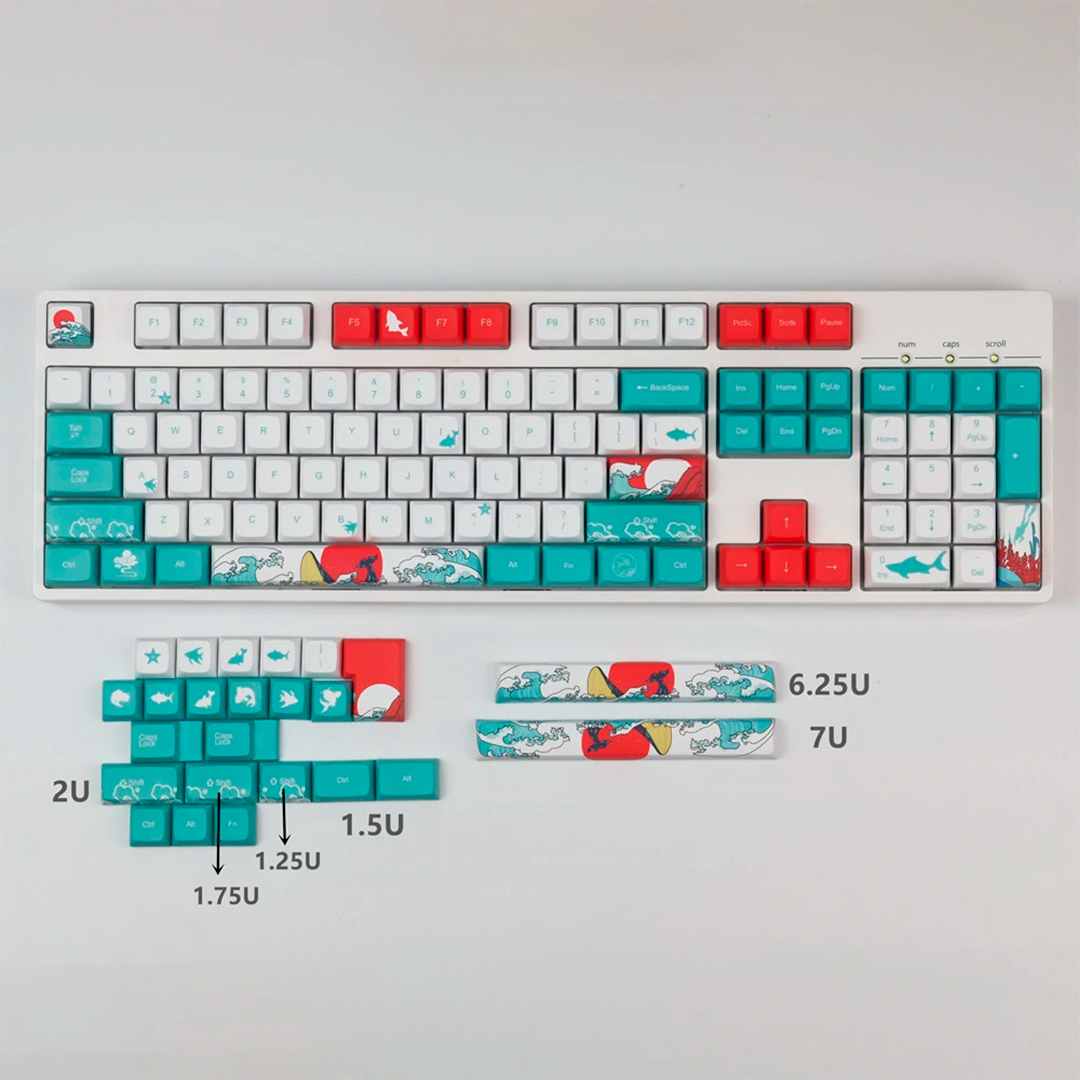 F1 F2 F3 F4 F5 F7 F8 F9 F10 F11 F12 PrtSc Scrlk Pause
num caps scroll
~ ! @ # $ % ^ & * ( ) _ + ← BackSpace Ins Home PgUp Num / * -
1 2 3 4 5 6 7 8 9 0 - =
Tab Q W E R T Y U I O P { } | Del End PgDn 7 8 9
[ ] Home ↑ PgUp
Caps A S D F G H J K L : " 4 5 6 +
Lock ; ' ← →
Shift Z X C V B N M < > ? Shift ↑ 1 2 3
, . / End ↓ PgDn
Ctrl Alt Alt Fn Ctrl → ↓ → 0 .
Ins Del
Caps Caps
Lock Lock
6.25U
7U
2U Shift Shift Shift Ctrl Alt
Ctrl Alt Fn 1.5U
1.25U
1.75U